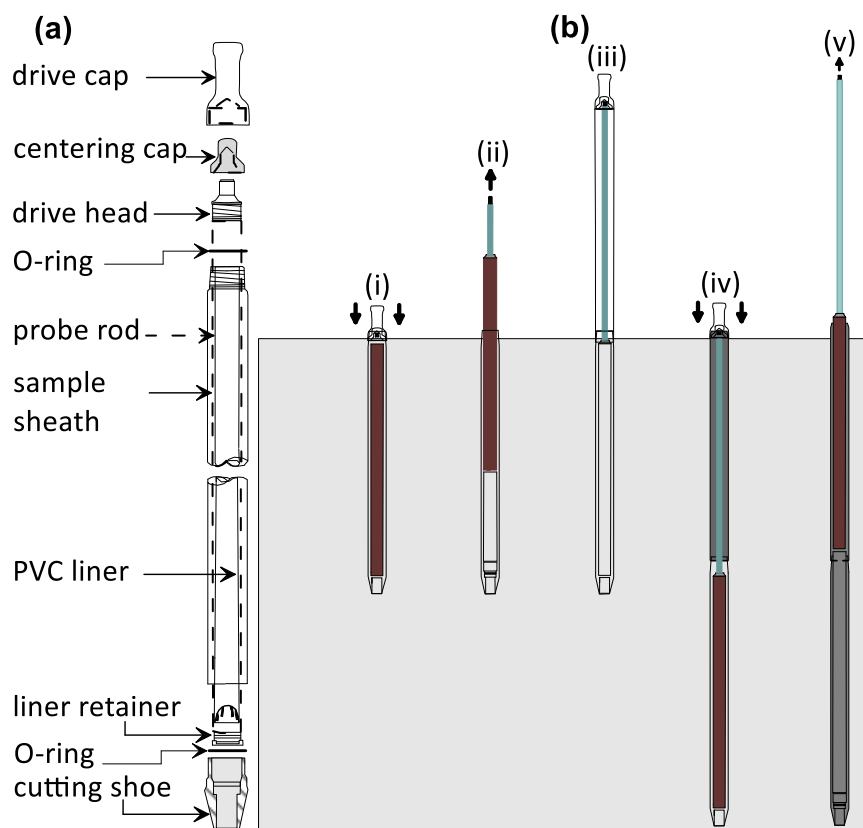 (a)
drive cap
centering cap
drive head
O-ring
probe rod
sample
sheath
PVC liner
liner retainer
O-ring
cutting shoe
(b)
(i)
(ii)
(iii)
(iv)
(v)